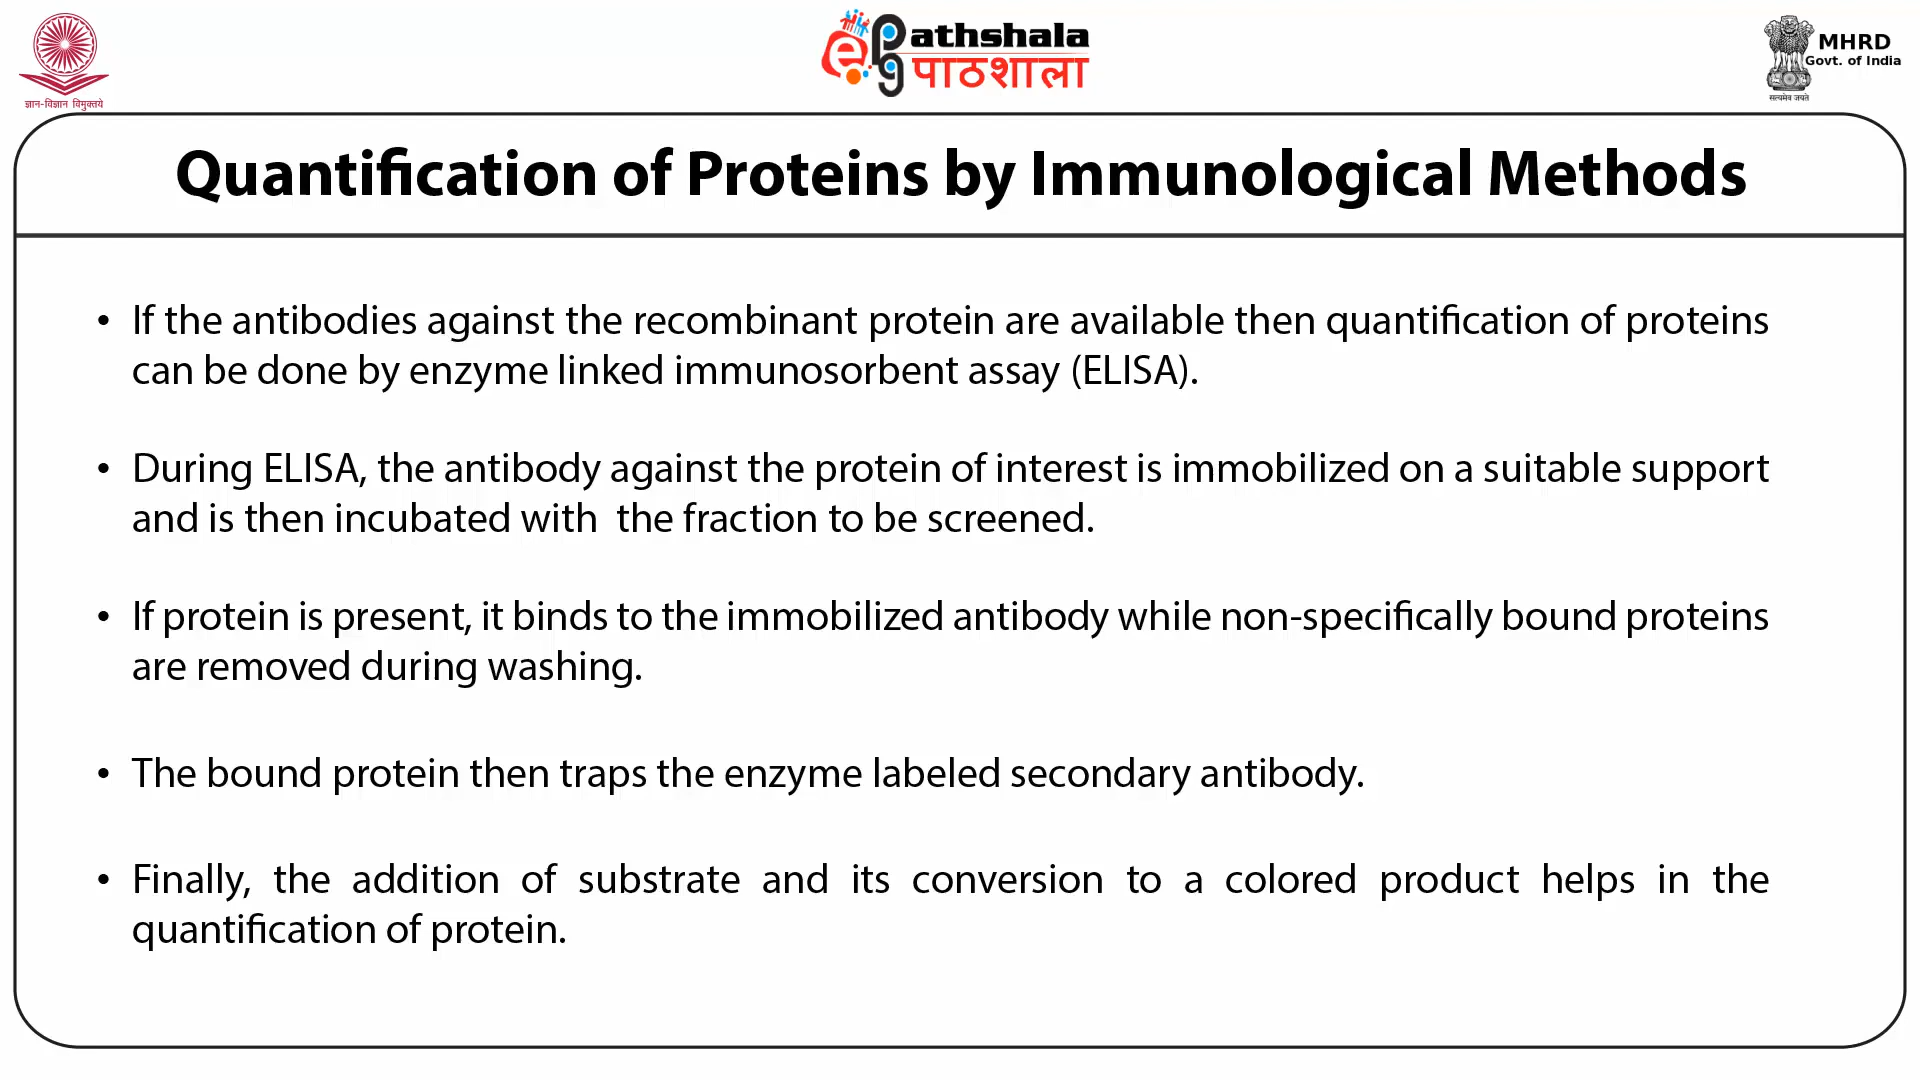 ज्ञान-विज्ञान विमुक्तये
ePathshala
पाठशाला
MHRD
Govt. of India
सत्यमेव जयते
Quantification of Proteins by Immunological Methods
• If the antibodies against the recombinant protein are available then quantification of proteins
can be done by enzyme linked immunosorbent assay (ELISA).
• During ELISA, the antibody against the protein of interest is immobilized on a suitable support
and is then incubated with  the fraction to be screened.
• If protein is present, it binds to the immobilized antibody while non-specifically bound proteins
are removed during washing.
• The bound protein then traps the enzyme labeled secondary antibody.
• Finally, the addition of substrate and its conversion to a colored product helps in the
quantification of protein.